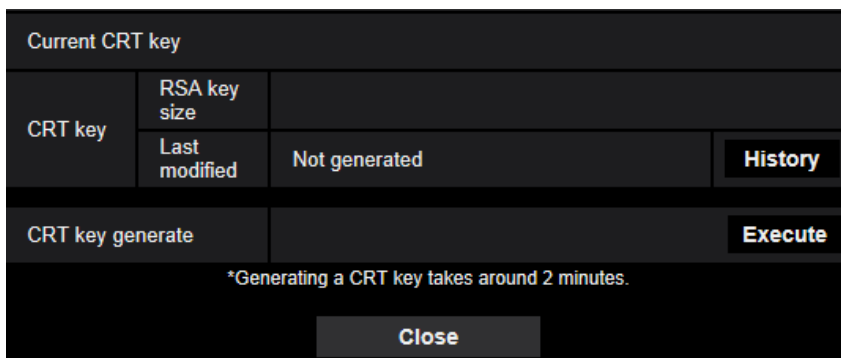 Current CRT key
CRT key
RSA key
size
Last
modified
Not generated
History
CRT key generate
Execute
*Generating a CRT key takes around 2 minutes.
Close